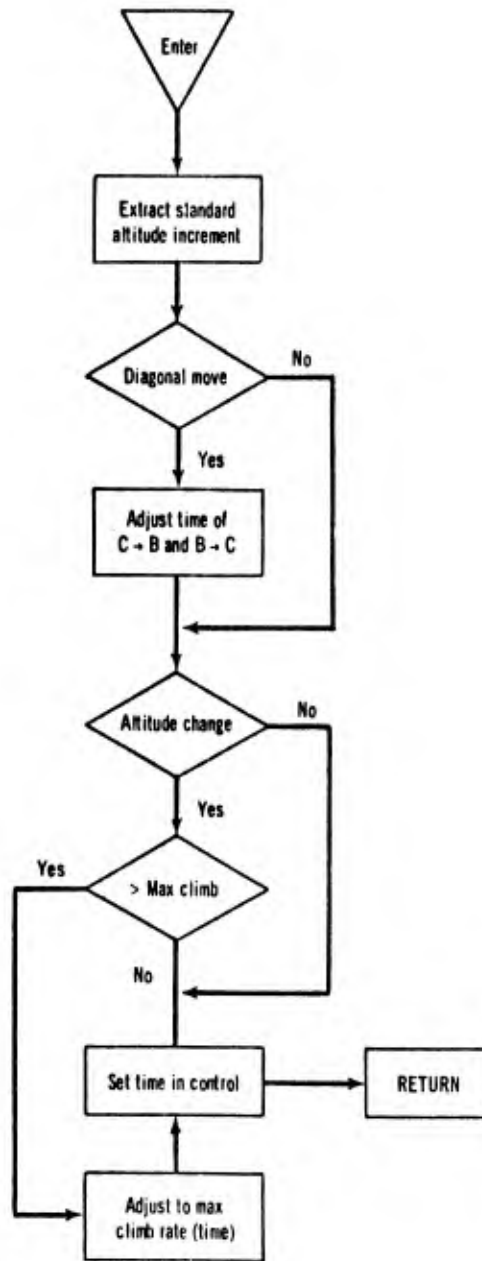 Enter
Extract standard
altitude increment
Diagonal move
No
Yes
Adjust time of
C → B and B → C
Altitude change
No
Yes
Yes
> Max climb
No
Set time in control
RETURN
Adjust to max
climb rate (time)